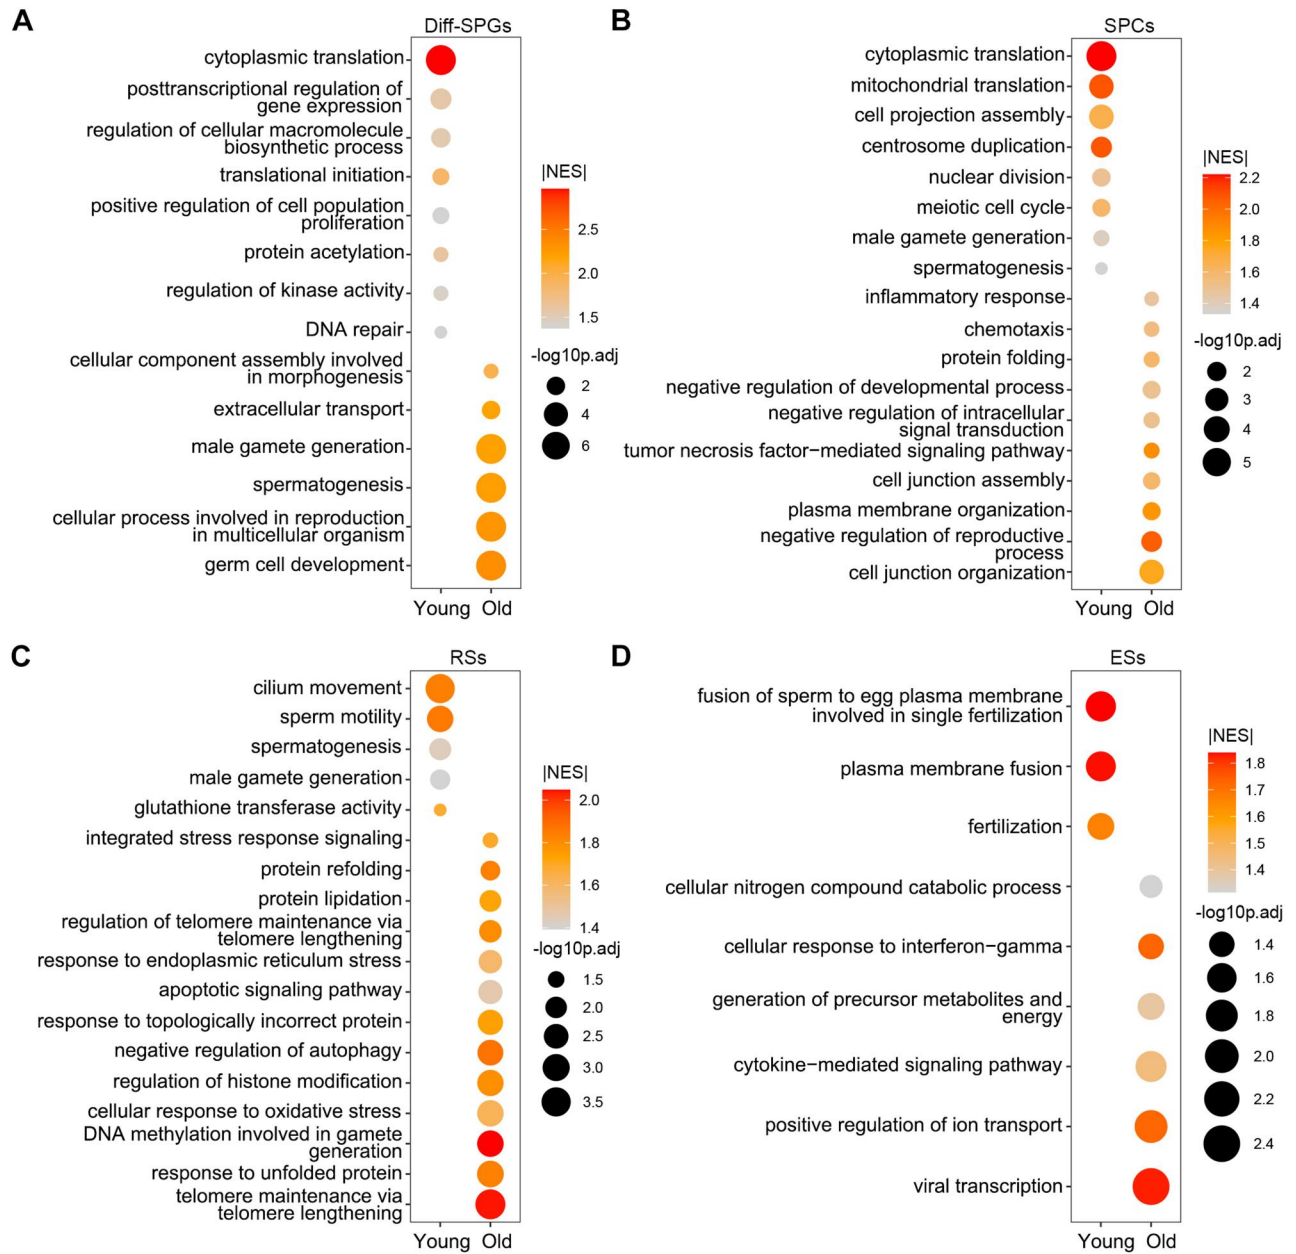 A
Diff-SPGs
cytoplasmic translation
posttranscriptional regulation of
gene expression
regulation of cellular macromolecule
biosynthetic process
translational initiation
positive regulation of cell population
proliferation
protein acetylation
regulation of kinase activity
DNA repair
cellular component assembly involved
in morphogenesis
extracellular transport
male gamete generation
spermatogenesis
cellular process involved in reproduction
in multicellular organism
germ cell development
Young Old
|NES|
2.5
2.0
1.5
-log10p.adj
2
4
6
B
SPCs
cytoplasmic translation
mitochondrial translation
cell projection assembly
centrosome duplication
nuclear division
meiotic cell cycle
male gamete generation
spermatogenesis
inflammatory response
chemotaxis
protein folding
negative regulation of developmental process
negative regulation of intracellular
signal transduction
tumor necrosis factor−mediated signaling pathway
cell junction assembly
plasma membrane organization
negative regulation of reproductive
process
cell junction organization
Young Old
|NES|
2.2
2.0
1.8
1.6
1.4
-log10p.adj
2
3
4
5
C
RSs
cilium movement
sperm motility
spermatogenesis
male gamete generation
glutathione transferase activity
integrated stress response signaling
protein refolding
protein lipidation
regulation of telomere maintenance via
telomere lengthening
response to endoplasmic reticulum stress
apoptotic signaling pathway
response to topologically incorrect protein
negative regulation of autophagy
regulation of histone modification
cellular response to oxidative stress
DNA methylation involved in gamete
generation
response to unfolded protein
telomere maintenance via
telomere lengthening
Young Old
|NES|
2.0
1.8
1.6
1.4
-log10p.adj
1.5
2.0
2.5
3.0
3.5
D
ESs
fusion of sperm to egg plasma membrane
involved in single fertilization
plasma membrane fusion
fertilization
cellular nitrogen compound catabolic process
cellular response to interferon−gamma
generation of precursor metabolites and
energy
cytokine−mediated signaling pathway
positive regulation of ion transport
viral transcription
Young Old
|NES|
1.8
1.7
1.6
1.5
1.4
-log10p.adj
1.4
1.6
1.8
2.0
2.2
2.4